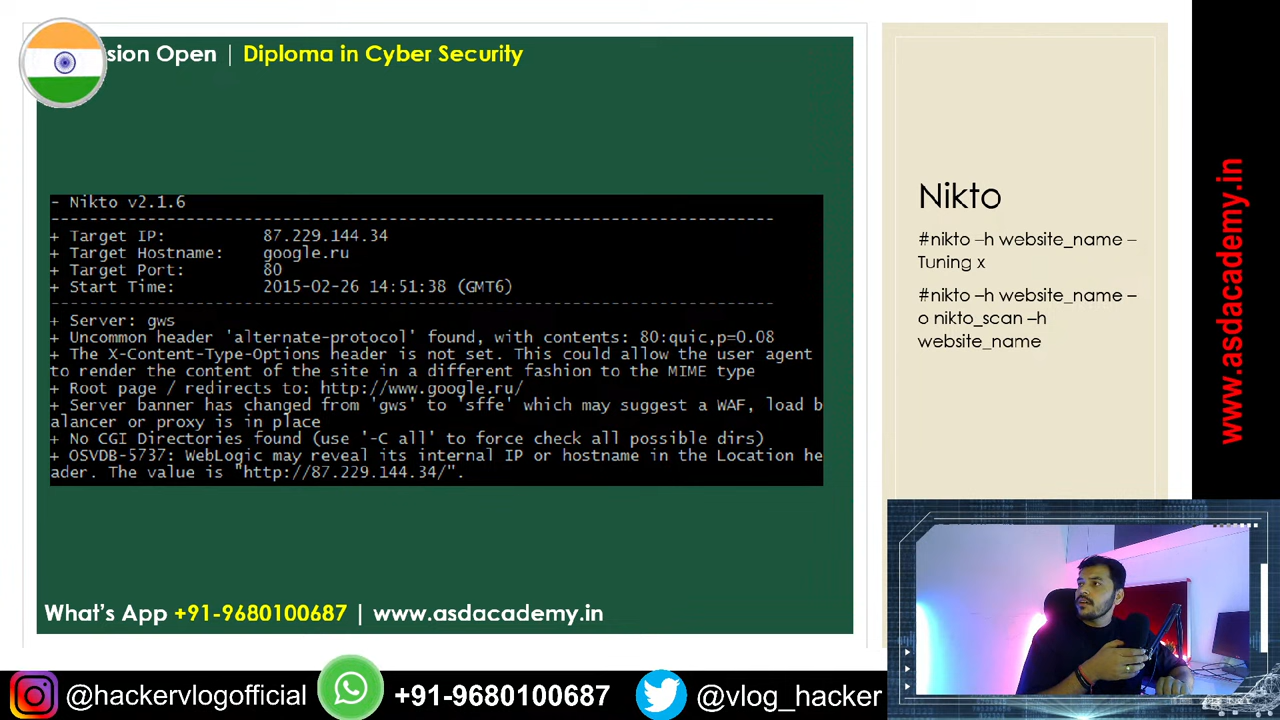 sion Open | Diploma in Cyber Security
- Nikto v2.1.6
---------------------------------------------------------------------------
+ Target IP: 87.229.144.34
+ Target Hostname: google.ru
+ Target Port: 80
+ Start Time: 2015-02-26 14:51:38 (GMT6)
---------------------------------------------------------------------------
+ Server: gws
+ Uncommon header 'alternate-protocol' found, with contents: 80:quic,p=0.08
+ The X-Content-Type-Options header is not set. This could allow the user agent
to render the content of the site in a different fashion to the MIME type
+ Root page / redirects to: http://www.google.ru/
+ Server banner has changed from 'gws' to 'sffe' which may suggest a WAF, load b
alancer or proxy is in place
+ No CGI Directories found (use '-C all' to force check all possible dirs)
+ OSVDB-5737: WebLogic may reveal its internal IP or hostname in the Location he
ader. The value is "http://87.229.144.34/".
What's App +91-9680100687 | www.asdacademy.in
Nikto
#nikto –h website_name –
Tuning x
#nikto –h website_name –
o nikto_scan –h
website_name
www.asdacademy.in
@hackervlogofficial
+91-9680100687
@vlog_hacker